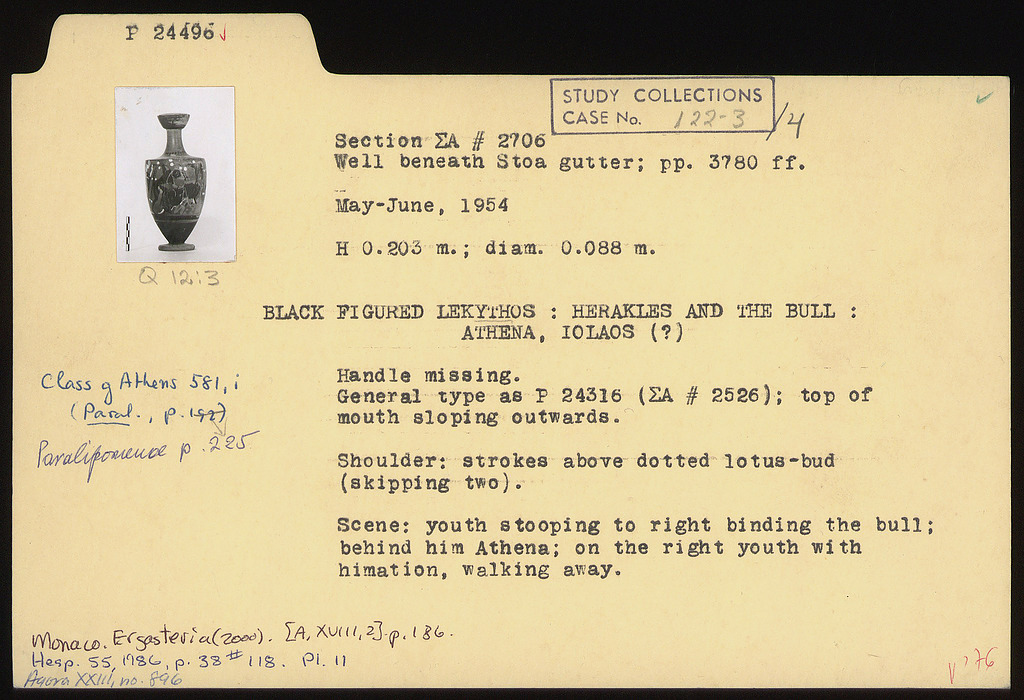 P 24496
STUDY COLLECTIONS
CASE No. 122-3/4
Section ΣA # 2706
Well beneath Stoa gutter; pp. 3780 ff.
May-June, 1954
H 0.203 m.; diam. 0.088 m.
Q 12:3
BLACK FIGURED LEKYTHOS : HERAKLES AND THE BULL :
ATHENA, IOLAOS (?)
Handle missing.
General type as P 24316 (ΣA # 2526); top of
mouth sloping outwards.
Class of Athens 581, i
(Paral., p.
Paralipomenae p. 225
Shoulder: strokes above dotted lotus-bud
(skipping two).
Scene: youth stooping to right binding the bull;
behind him Athena; on the right youth with
himation, walking away.
Monaco. Ergasteria (2000). [A, XVIII, 2] p. 186.
Hesp. 55, 1986, p. 38 # 118. Pl. 11
Agora XXIII, no. 896
V '76